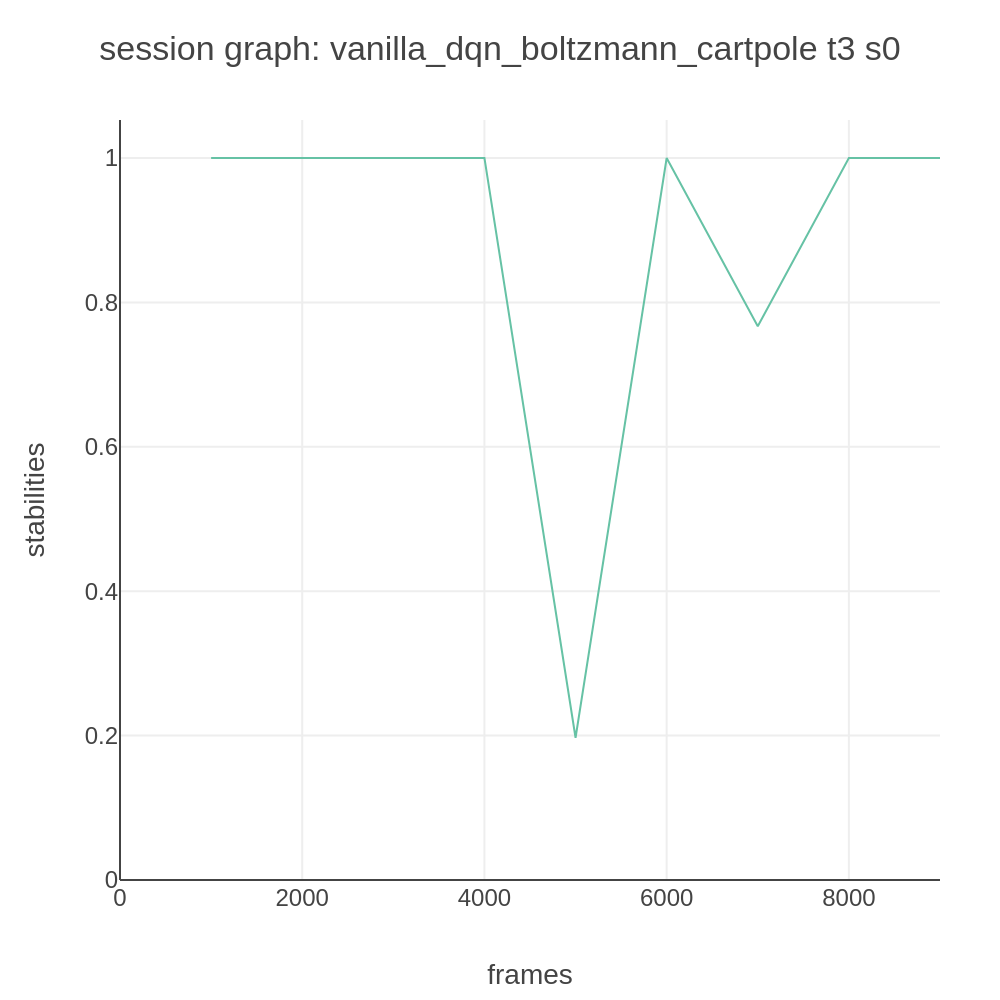 session graph: vanilla_dqn_boltzmann_cartpole t3 s0
1
0.8
0.6
0.4
0.2
0
0 2000 4000 6000 8000
stabilities
frames